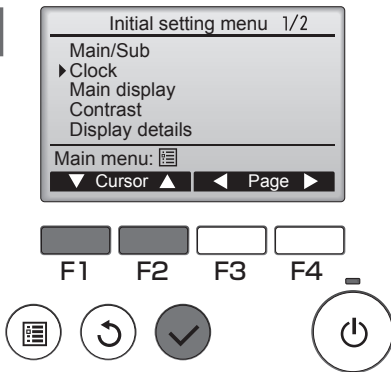 Initial setting menu 1/2
Main/Sub
Clock
Main display
Contrast
Display details
Main menu:
Cursor Page
F1 F2 F3 F4